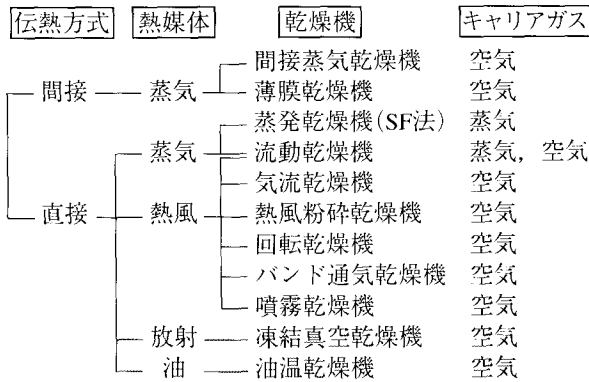 伝熱方式 熱媒体 乾燥機 キャリアガス
間接蒸気乾燥機 空気
間接 蒸気 薄膜乾燥機 空気
蒸発乾燥機(SF法) 蒸気
蒸気 流動乾燥機 蒸気，空気
気流乾燥機 空気
直接 熱風 熱風粉砕乾燥機 空気
回転乾燥機 空気
バンド通気乾燥機 空気
噴霧乾燥機 空気
放射 凍結真空乾燥機 空気
油 油温乾燥機 空気